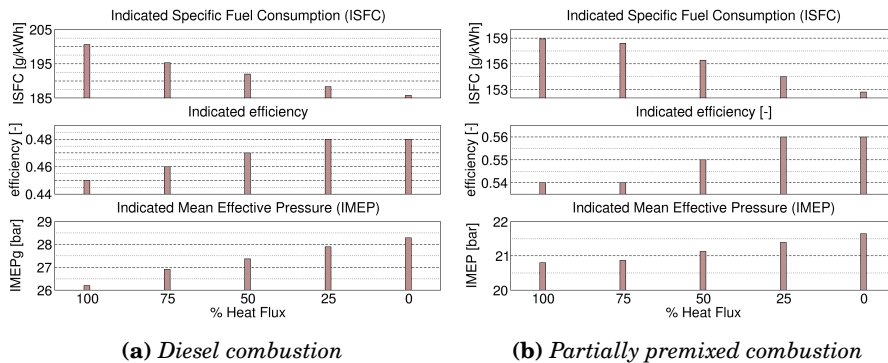 Indicated Specific Fuel Consumption (ISFC)
ISFC [g/kWh]
205
195
185
Indicated efficiency
efficiency [-]
0.48
0.46
0.44
Indicated Mean Effective Pressure (IMEP)
IMEPg [bar]
29
28
27
26
100 75 50 25 0
% Heat Flux
(a) Diesel combustion
Indicated Specific Fuel Consumption (ISFC)
ISFC [g/kWh]
159
156
153
Indicated efficiency [-]
efficiency [-]
0.56
0.55
0.54
Indicated Mean Effective Pressure (IMEP)
IMEP [bar]
22
21
20
100 75 50 25 0
% Heat Flux
(b) Partially premixed combustion